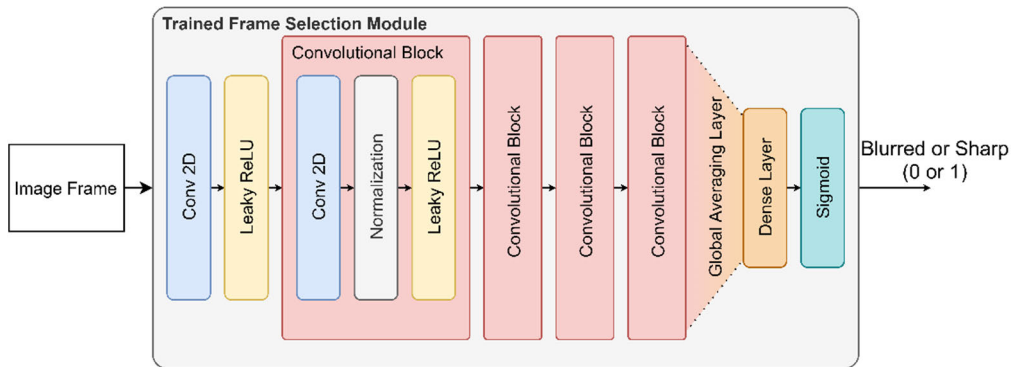 Trained Frame Selection Module
Convolutional Block
Image Frame
Conv 2D
Leaky ReLU
Conv 2D
Normalization
Leaky ReLU
Convolutional Block
Convolutional Block
Convolutional Block
Global Averaging Layer
Dense Layer
Sigmoid
Blurred or Sharp
(0 or 1)